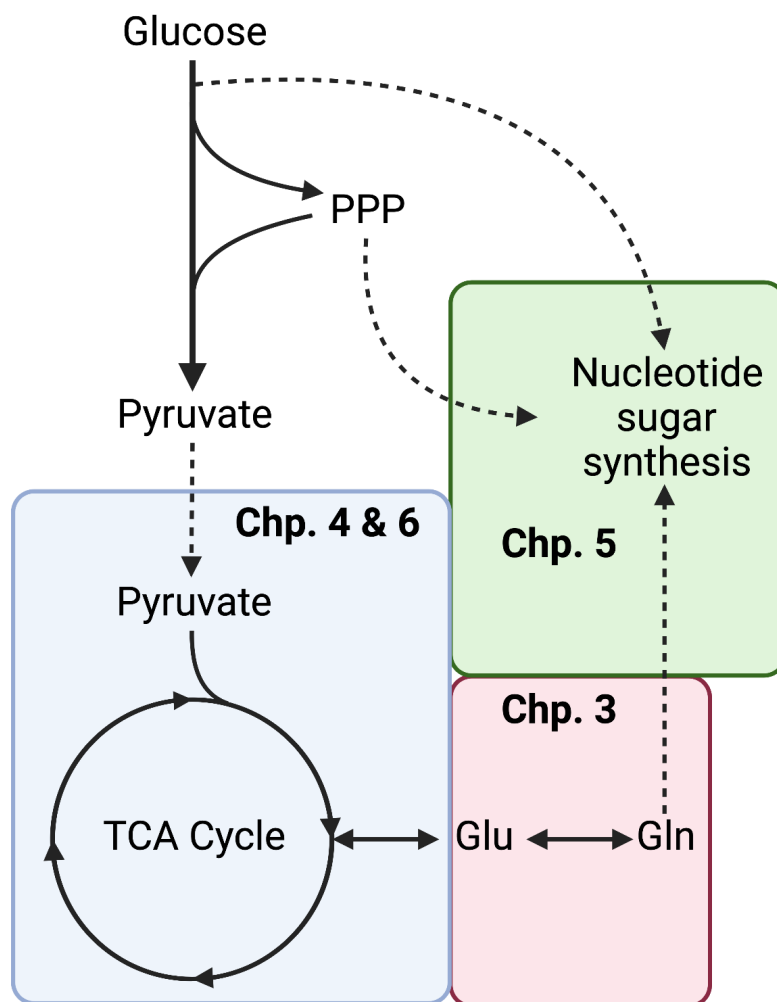 Glucose
PPP
Nucleotide
sugar
synthesis
Pyruvate
Chp. 4 & 6
Chp. 5
Pyruvate
Chp. 3
TCA Cycle
Glu
Gln